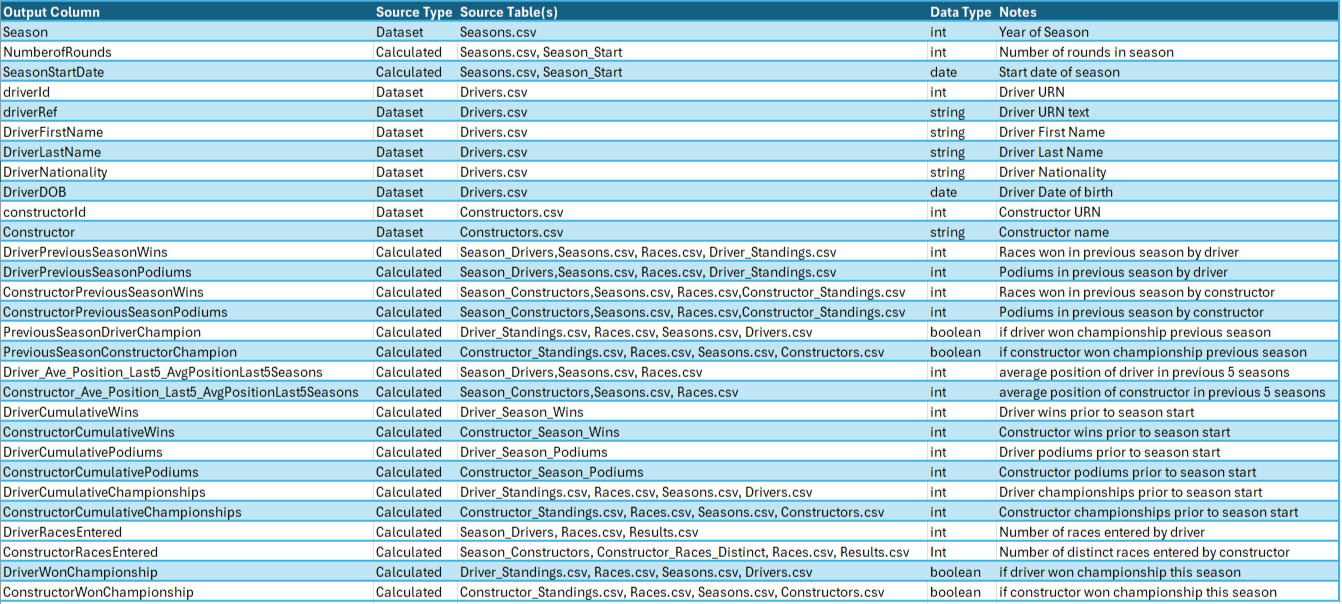 Output Column Source Type Source Table(s) Data Type Notes
Season Dataset Seasons.csv int Year of Season
NumberofRounds Calculated Seasons.csv, Season_Start int Number of rounds in season
SeasonStartDate Calculated Seasons.csv, Season_Start date Start date of season
driverId Dataset Drivers.csv int Driver URN
driverRef Dataset Drivers.csv string Driver URN text
DriverFirstName Dataset Drivers.csv string Driver First Name
DriverLastName Dataset Drivers.csv string Driver Last Name
DriverNationality Dataset Drivers.csv string Driver Nationality
DriverDOB Dataset Drivers.csv date Driver Date of birth
constructorId Dataset Constructors.csv int Constructor URN
Constructor Dataset Constructors.csv string Constructor name
DriverPreviousSeasonWins Calculated Season_Drivers,Seasons.csv, Races.csv, Driver_Standings.csv int Races won in previous season by driver
DriverPreviousSeasonPodiums Calculated Season_Drivers,Seasons.csv, Races.csv, Driver_Standings.csv int Podiums in previous season by driver
ConstructorPreviousSeasonWins Calculated Season_Constructors,Seasons.csv, Races.csv,Constructor_Standings.csv int Races won in previous season by constructor
ConstructorPreviousSeasonPodiums Calculated Season_Constructors,Seasons.csv, Races.csv,Constructor_Standings.csv int Podiums in previous season by constructor
PreviousSeasonDriverChampion Calculated Driver_Standings.csv, Races.csv, Seasons.csv, Drivers.csv boolean if driver won championship previous season
PreviousSeasonConstructorChampion Calculated Constructor_Standings.csv, Races.csv, Seasons.csv, Constructors.csv boolean if constructor won championship previous season
Driver_Ave_Position_Last5_AvgPositionLast5Seasons Calculated Season_Drivers,Seasons.csv, Races.csv int average position of driver in previous 5 seasons
Constructor_Ave_Position_Last5_AvgPositionLast5Seasons Calculated Season_Constructors,Seasons.csv, Races.csv int average position of constructor in previous 5 seasons
DriverCumulativeWins Calculated Driver_Season_Wins int Driver wins prior to season start
ConstructorCumulativeWins Calculated Constructor_Season_Wins int Constructor wins prior to season start
DriverCumulativePodiums Calculated Driver_Season_Podiums int Driver podiums prior to season start
ConstructorCumulativePodiums Calculated Constructor_Season_Podiums int Constructor podiums prior to season start
DriverCumulativeChampionships Calculated Driver_Standings.csv, Races.csv, Seasons.csv, Drivers.csv int Driver championships prior to season start
ConstructorCumulativeChampionships Calculated Constructor_Standings.csv, Races.csv, Seasons.csv, Constructors.csv int Constructor championships prior to season start
DriverRacesEntered Calculated Season_Drivers, Races.csv, Results.csv int Number of races entered by driver
ConstructorRacesEntered Calculated Season_Constructors, Constructor_Races_Distinct, Races.csv, Results.csv Int Number of distinct races entered by constructor
DriverWonChampionship Calculated Driver_Standings.csv, Races.csv, Seasons.csv, Drivers.csv boolean if driver won championship this season
ConstructorWonChampionship Calculated Constructor_Standings.csv, Races.csv, Seasons.csv, Constructors.csv boolean if constructor won championship this season